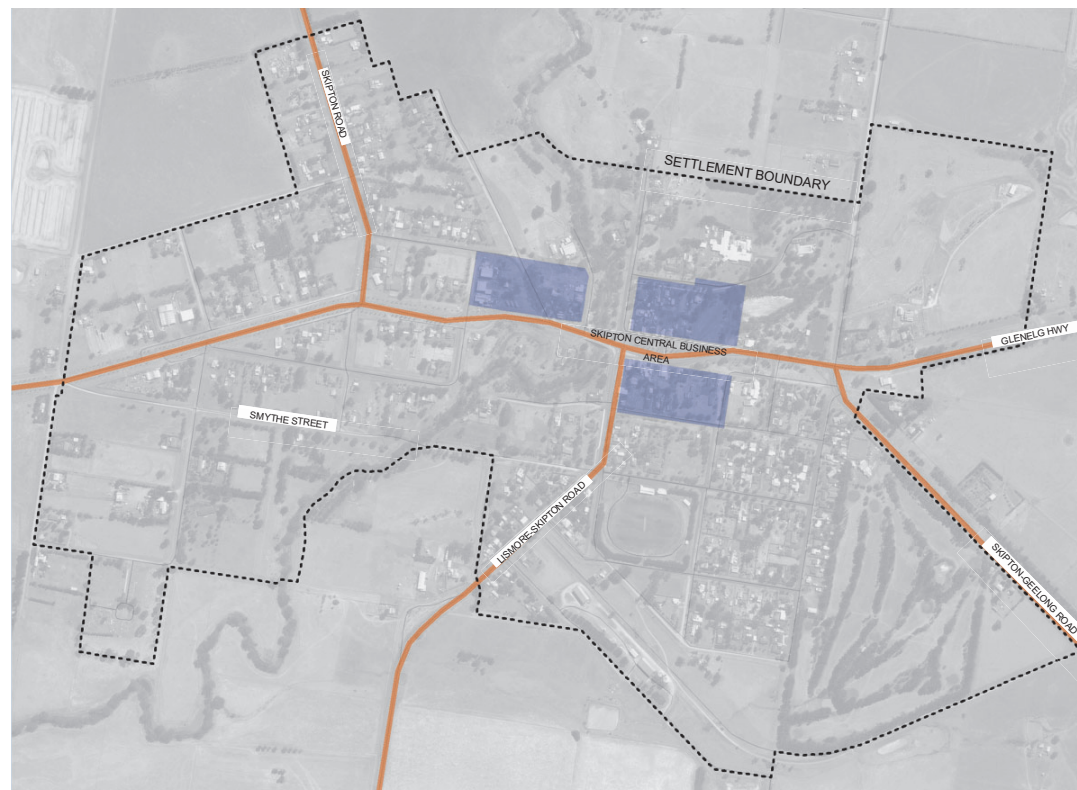 SKIPTON ROAD
SETTLEMENT BOUNDARY
GLENELG HWY
SKIPTON CENTRAL BUSINESS
AREA
SMYTHE STREET
LISMORE-SKIPTON ROAD
SKIPTON-GEELONG ROAD